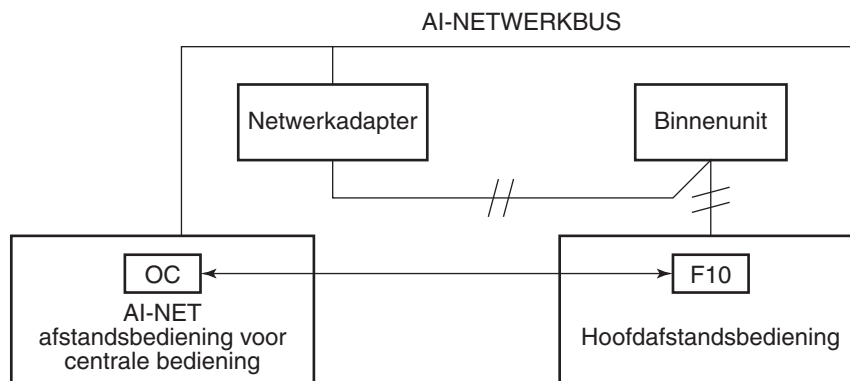 AI-NETWERKBUS
Netwerkadapter
Binnenunit
OC
F10
AI-NET
afstandsbediening voor
centrale bediening
Hoofdafstandsbediening